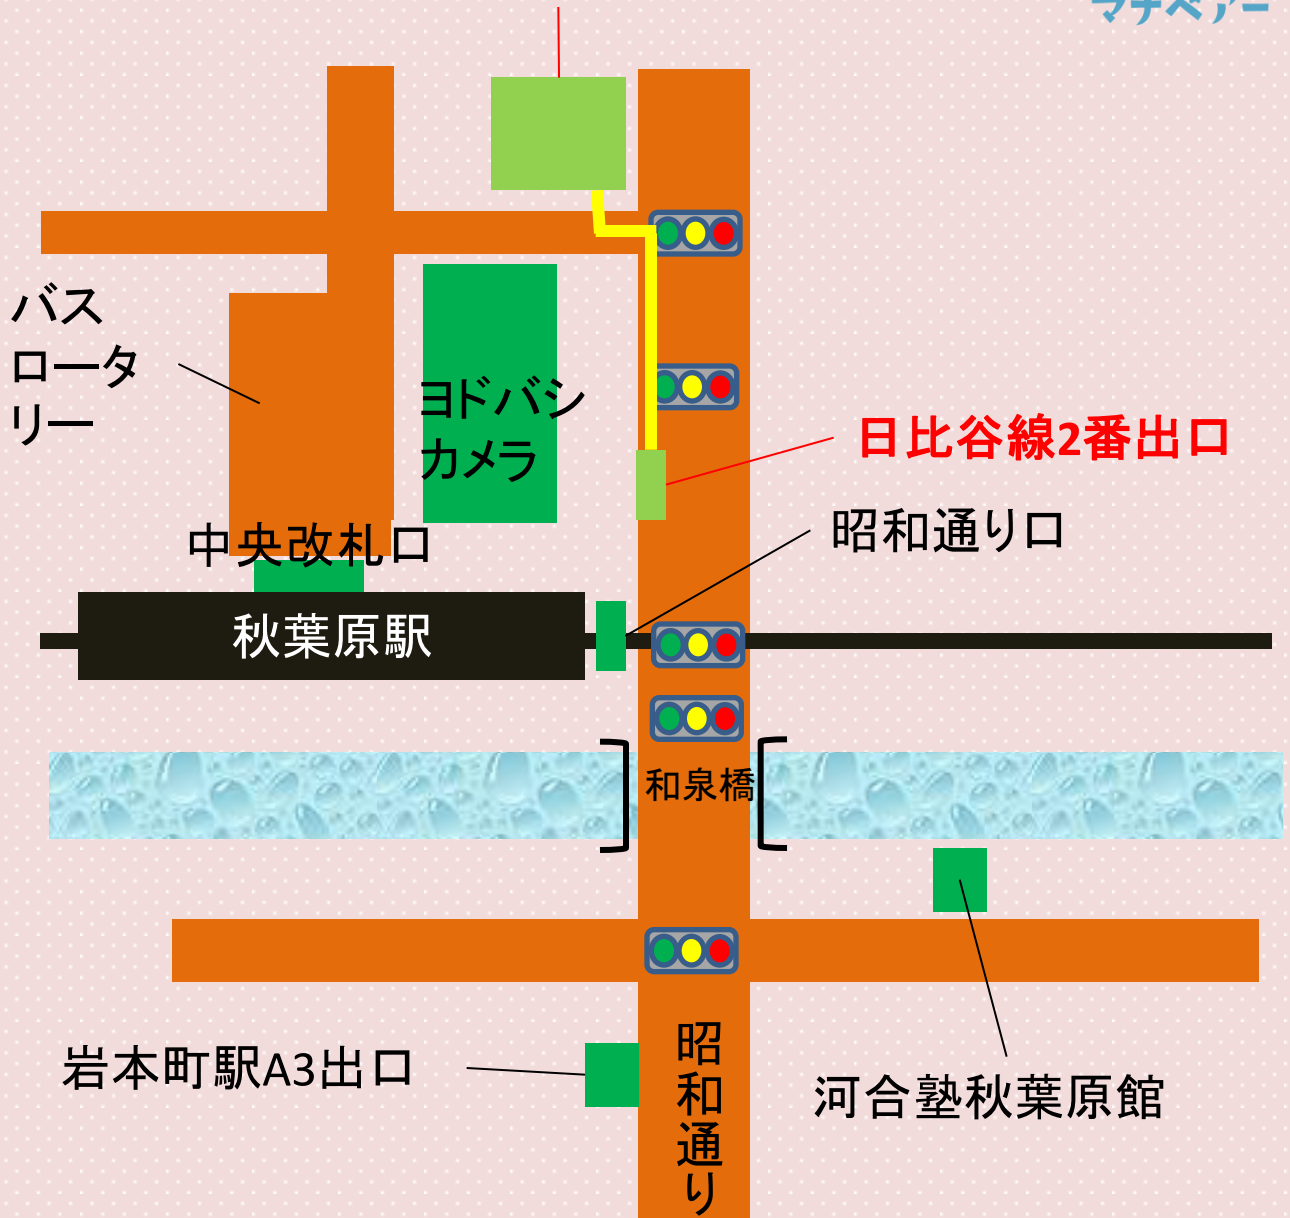 バス
ロータ
リー
ヨドバシ
カメラ
日比谷線2番出口
昭和通り口
中央改札口
秋葉原駅
和泉橋
岩本町駅A3出口
昭和通り
河合塾秋葉原館